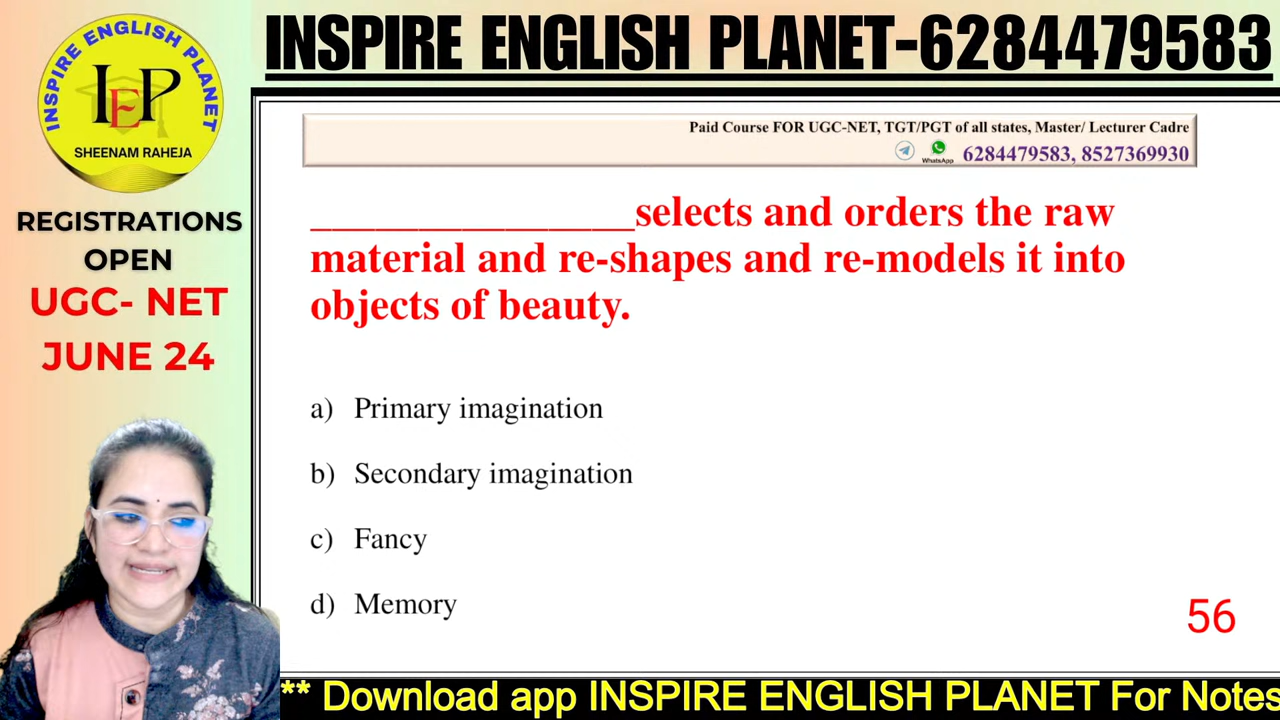 INSPIRE ENGLISH PLANET
IEP
SHEENAM RAHEJA
REGISTRATIONS
OPEN
UGC- NET
JUNE 24
INSPIRE ENGLISH PLANET-6284479583
Paid Course FOR UGC-NET, TGT/PGT of all states, Master/ Lecturer Cadre
WhatsApp 6284479583, 8527369930
_______________selects and orders the raw
material and re-shapes and re-models it into
objects of beauty.
a) Primary imagination
b) Secondary imagination
c) Fancy
d) Memory
56
** Download app INSPIRE ENGLISH PLANET For Notes